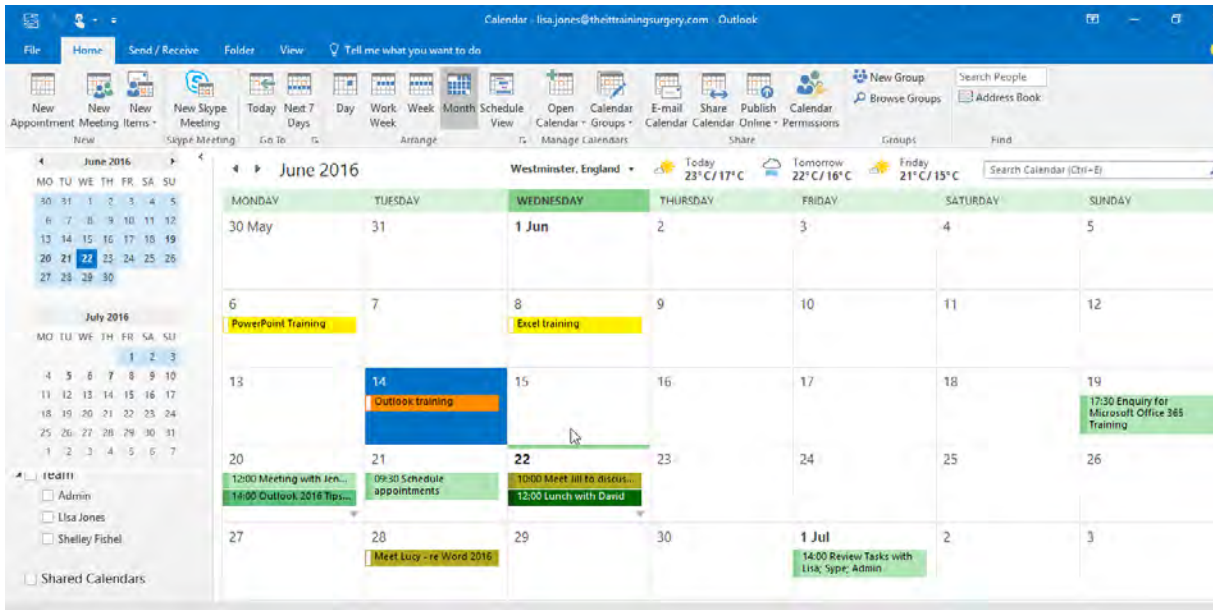 Calendar - lisa.jones@theittrainingsurgery.com - Outlook
File Home Send / Receive Folder View Tell me what you want to do
New Appointment
New Meeting
New Items
New Skype Meeting
Today
Next 7 Days
Day
Work Week
Week
Month
Schedule View
Open Calendar
Calendar Groups
E-mail Calendar
Share Calendar
Publish Online
Calendar Permissions
New Group
Browse Groups
Search People
Address Book
New Skype Meeting Go To Arrange Manage Calendars Share Groups Find
June 2016
MO TU WE TH FR SA SU
30 31 1 2 3 4 5
6 7 8 9 10 11 12
13 14 15 16 17 18 19
20 21 22 23 24 25 26
27 28 29 30
July 2016
MO TU WE TH FR SA SU
1 2 3
4 5 6 7 8 9 10
11 12 13 14 15 16 17
18 19 20 21 22 23 24
25 26 27 28 29 30 31
1 2 3 4 5 6 7
Team
Admin
Lisa Jones
Shelley Fishel
Shared Calendars
June 2016
Westminster, England
Today
23°C/17°C
Tomorrow
22°C/16°C
Friday
21°C/15°C
Search Calendar (Ctrl+E)
MONDAY TUESDAY WEDNESDAY THURSDAY FRIDAY SATURDAY SUNDAY
30 May 31 1 Jun 2 3 4 5
6 7 8 9 10 11 12
PowerPoint Training
Excel training
13 14 15 16 17 18 19
Outlook training
17:30 Enquiry for
Microsoft Office 365
Training
20 21 22 23 24 25 26
12:00 Meeting with Jen...
14:00 Outlook 2016 Tips...
09:30 Schedule
appointments
10:00 Meet Jill to discus...
12:00 Lunch with David
27 28 29 30 1 Jul 2 3
Meet Lucy - re Word 2016
14:00 Review Tasks with
Lisa; Sype; Admin